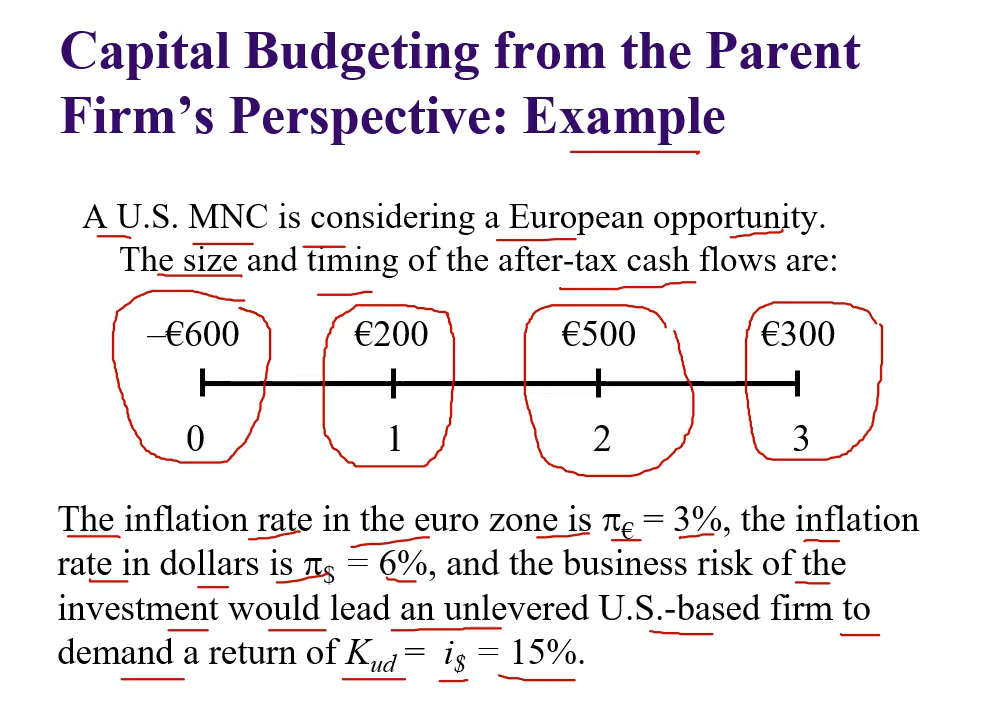 Capital Budgeting from the Parent
Firm's Perspective: Example
A U.S. MNC is considering a European opportunity.
The size and timing of the after-tax cash flows are:
–€600 €200 €500 €300
0 1 2 3
The inflation rate in the euro zone is π€ = 3%, the inflation
rate in dollars is π$ = 6%, and the business risk of the
investment would lead an unlevered U.S.-based firm to
demand a return of Kud = i$ = 15%.